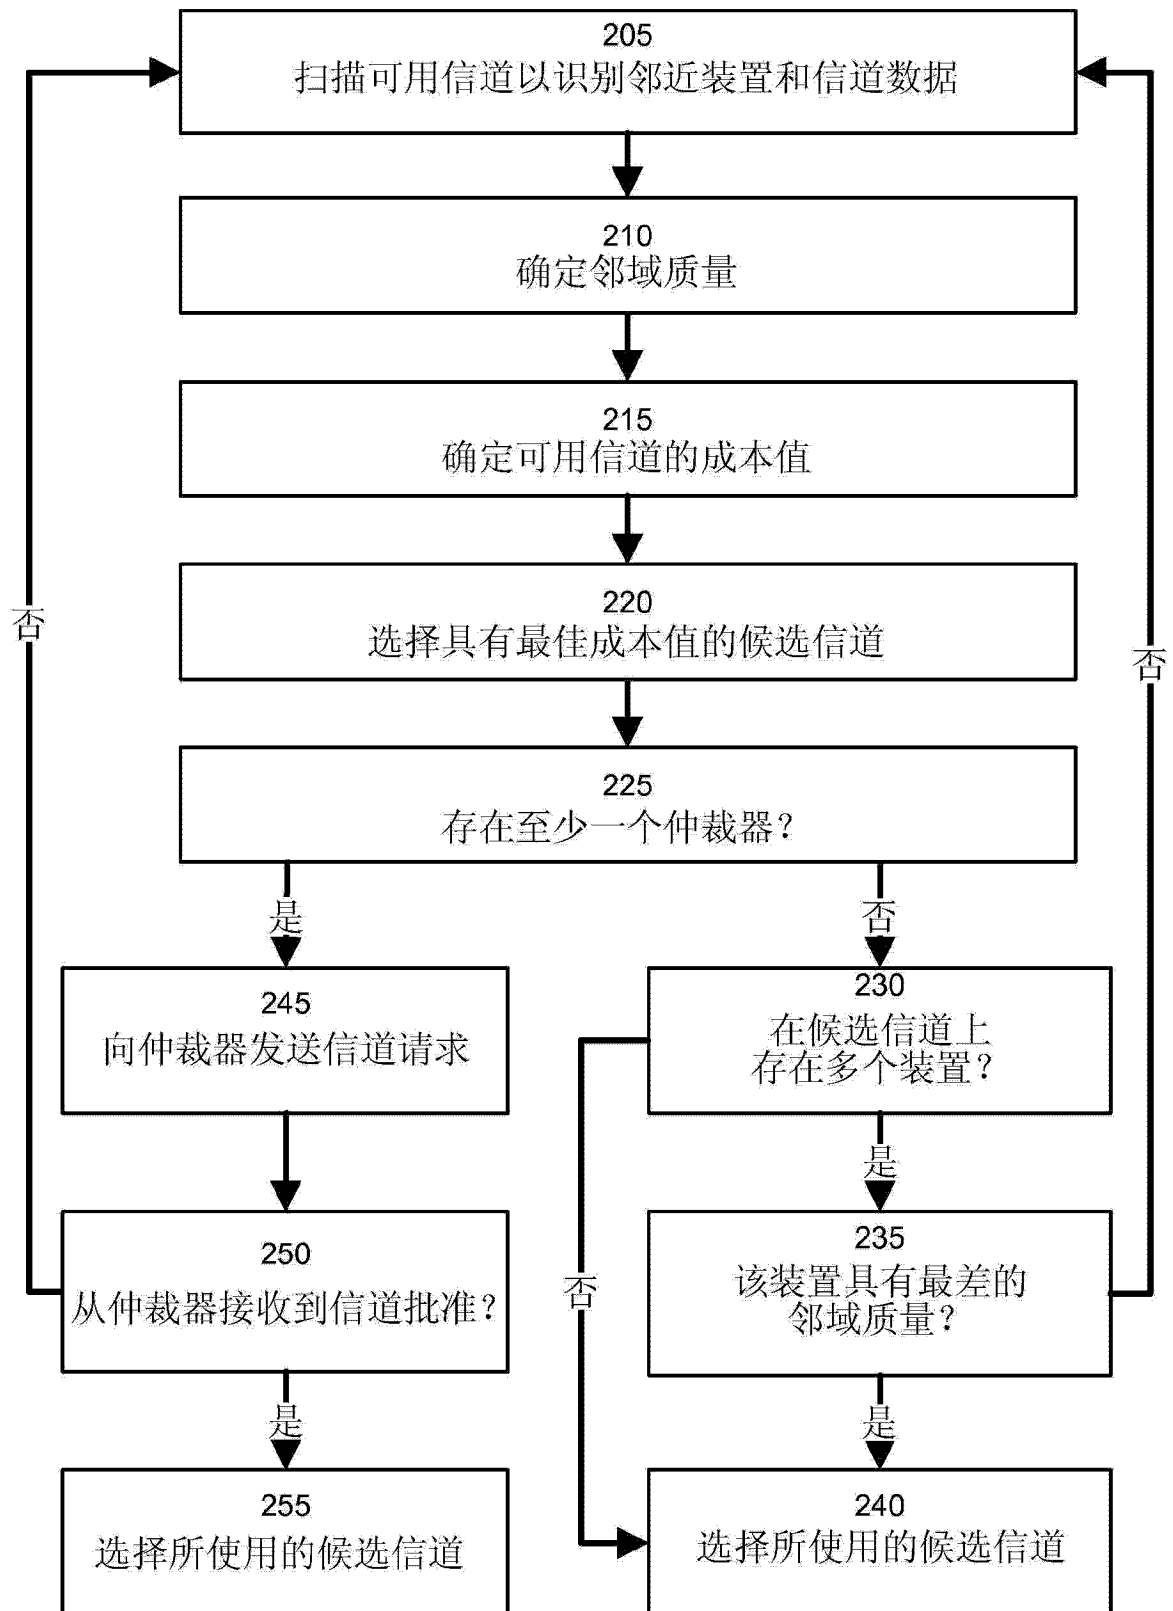 205
扫描可用信道以识别邻近装置和信道数据
210
确定邻域质量
215
确定可用信道的成本值
220
选择具有最佳成本值的候选信道
否
否
225
存在至少一个仲裁器?
是
否
245
向仲裁器发送信道请求
230
在候选信道上
存在多个装置?
是
250
从仲裁器接收到信道批准?
否
235
该装置具有最差的
邻域质量?
是
是
255
选择所使用的候选信道
240
选择所使用的候选信道